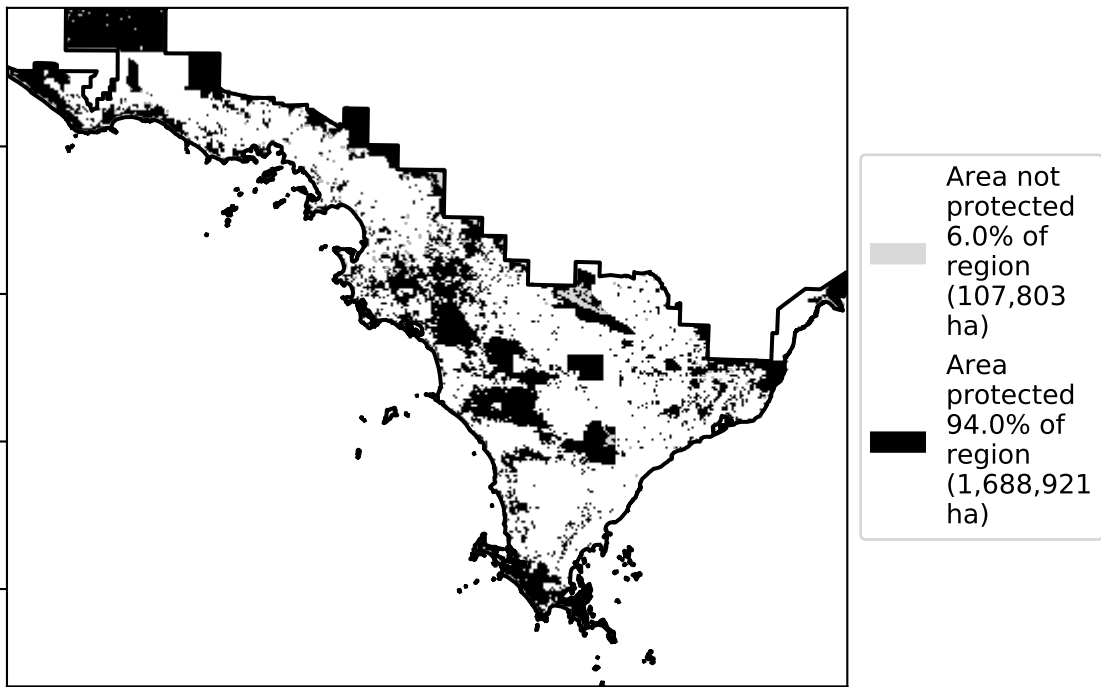 Area not
protected
6.0% of
region
(107,803
ha)
Area
protected
94.0% of
region
(1,688,921
ha)